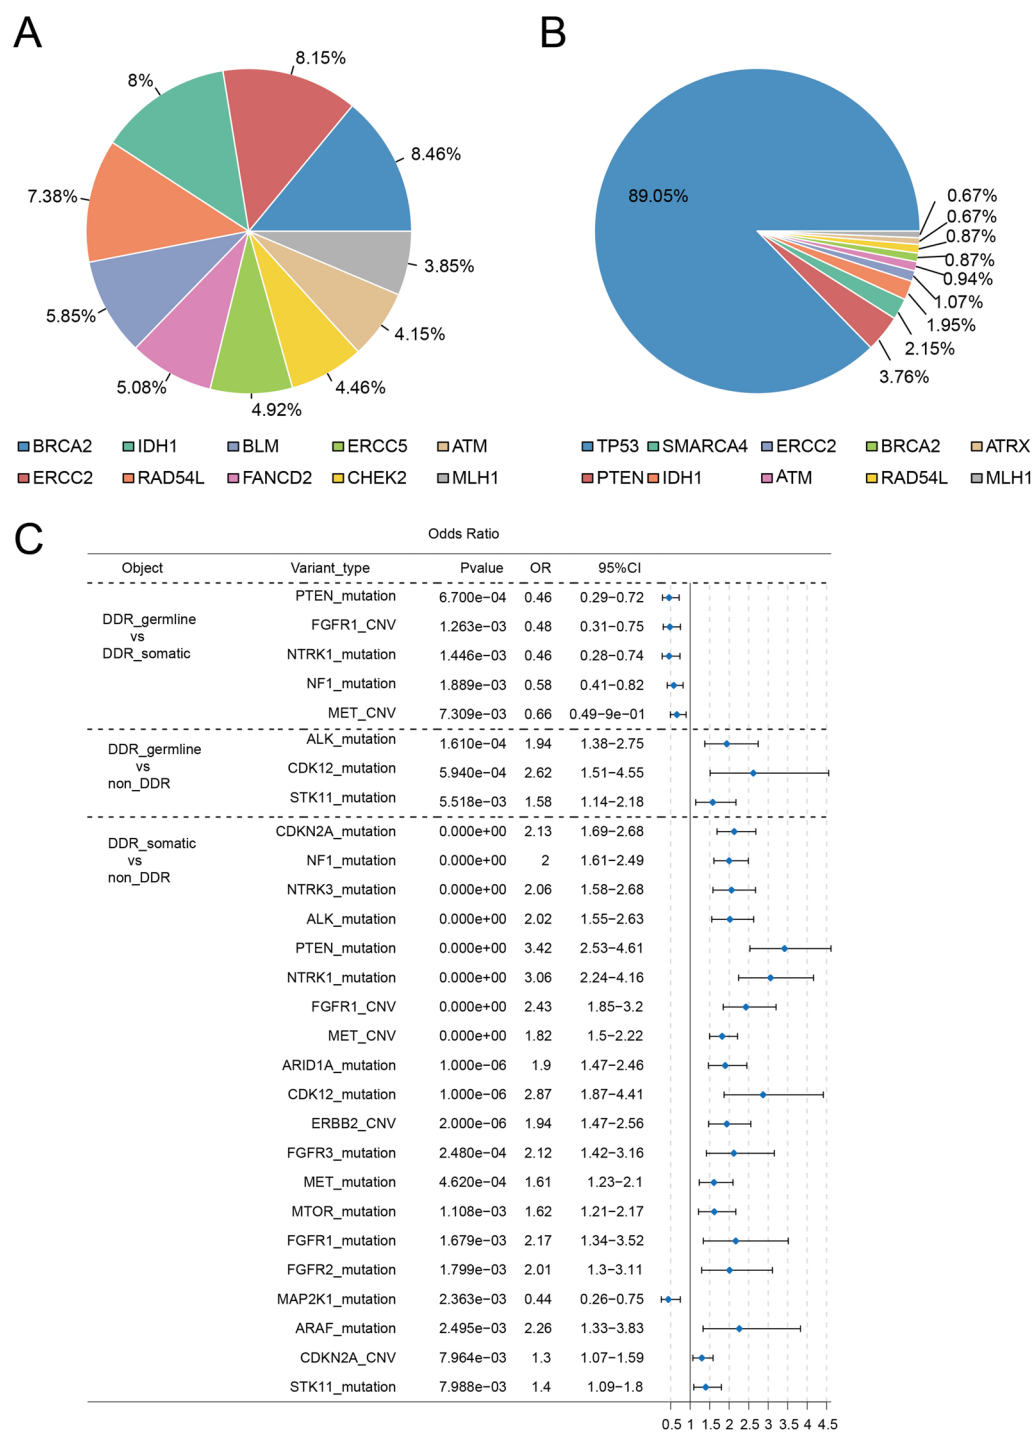 A
8.15%
8%
8.46%
7.38%
3.85%
5.85%
4.15%
5.08%
4.46%
4.92%
BRCA2 IDH1 BLM ERCC5 ATM
ERCC2 RAD54L FANCD2 CHEK2 MLH1
B
89.05%
0.67%
0.67%
0.87%
0.87%
0.94%
1.07%
1.95%
2.15%
3.76%
TP53 SMARCA4 ERCC2 BRCA2 ATRX
PTEN IDH1 ATM RAD54L MLH1
C
Odds Ratio
Object Variant_type Pvalue OR 95%CI
DDR_germline
vs
DDR_somatic
PTEN_mutation 6.700e−04 0.46 0.29−0.72
FGFR1_CNV 1.263e−03 0.48 0.31−0.75
NTRK1_mutation 1.446e−03 0.46 0.28−0.74
NF1_mutation 1.889e−03 0.58 0.41−0.82
MET_CNV 7.309e−03 0.66 0.49−9e−01
DDR_germline
vs
non_DDR
ALK_mutation 1.610e−04 1.94 1.38−2.75
CDK12_mutation 5.940e−04 2.62 1.51−4.55
STK11_mutation 5.518e−03 1.58 1.14−2.18
DDR_somatic
vs
non_DDR
CDKN2A_mutation 0.000e+00 2.13 1.69−2.68
NF1_mutation 0.000e+00 2 1.61−2.49
NTRK3_mutation 0.000e+00 2.06 1.58−2.68
ALK_mutation 0.000e+00 2.02 1.55−2.63
PTEN_mutation 0.000e+00 3.42 2.53−4.61
NTRK1_mutation 0.000e+00 3.06 2.24−4.16
FGFR1_CNV 0.000e+00 2.43 1.85−3.2
MET_CNV 0.000e+00 1.82 1.5−2.22
ARID1A_mutation 1.000e−06 1.9 1.47−2.46
CDK12_mutation 1.000e−06 2.87 1.87−4.41
ERBB2_CNV 2.000e−06 1.94 1.47−2.56
FGFR3_mutation 2.480e−04 2.12 1.42−3.16
MET_mutation 4.620e−04 1.61 1.23−2.1
MTOR_mutation 1.108e−03 1.62 1.21−2.17
FGFR1_mutation 1.679e−03 2.17 1.34−3.52
FGFR2_mutation 1.799e−03 2.01 1.3−3.11
MAP2K1_mutation 2.363e−03 0.44 0.26−0.75
ARAF_mutation 2.495e−03 2.26 1.33−3.83
CDKN2A_CNV 7.964e−03 1.3 1.07−1.59
STK11_mutation 7.988e−03 1.4 1.09−1.8
0.5 1 1.5 2 2.5 3 3.5 4 4.5